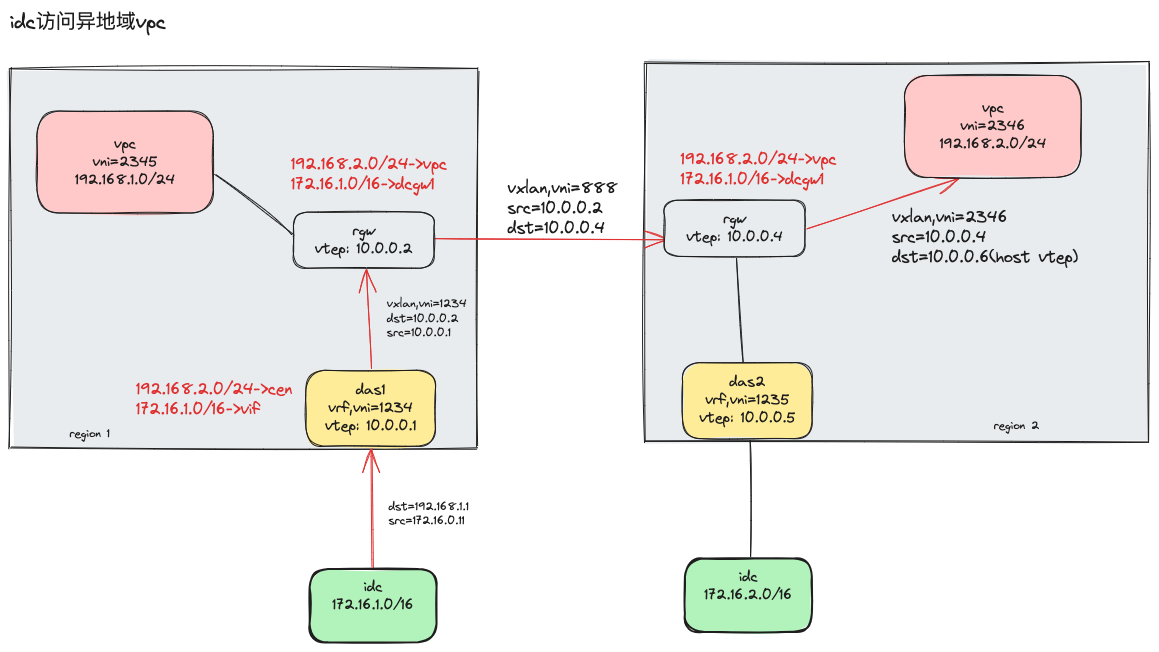 idc访问异地域vpc
vpc
vni=2345
192.168.1.0/24
192.168.2.0/24->vpc
172.16.1.0/16->dcgw1
rgw
vtep: 10.0.0.2
vxlan,vni=1234
dst=10.0.0.2
src=10.0.0.1
192.168.2.0/24->cen
172.16.1.0/16->vif
das1
vrf,vni=1234
vtep: 10.0.0.1
region 1
dst=192.168.1.1
src=172.16.0.11
idc
172.16.1.0/16
vxlan,vni=888
src=10.0.0.2
dst=10.0.0.4
vpc
vni=2346
192.168.2.0/24
192.168.2.0/24->vpc
172.16.1.0/16->dcgw1
rgw
vtep: 10.0.0.4
vxlan,vni=2346
src=10.0.0.4
dst=10.0.0.6(host vtep)
das2
vrf,vni=1235
vtep: 10.0.0.5
region 2
idc
172.16.2.0/16